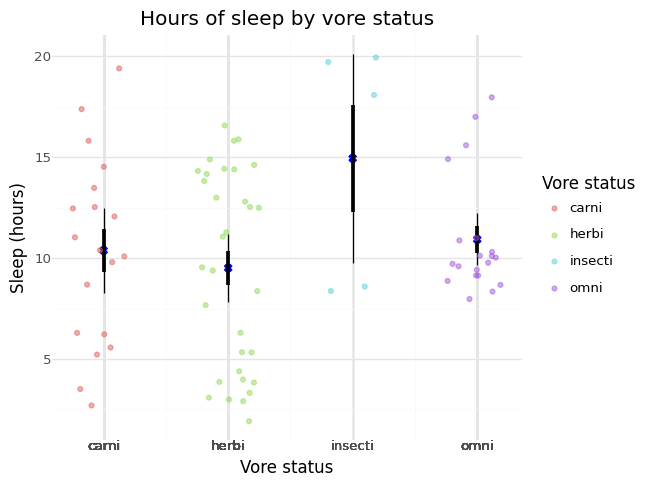 Hours of sleep by vore status
Sleep (hours)
20
15
10
5
carni
herbi
insecti
omni
Vore status
Vore status
carni
herbi
insecti
omni